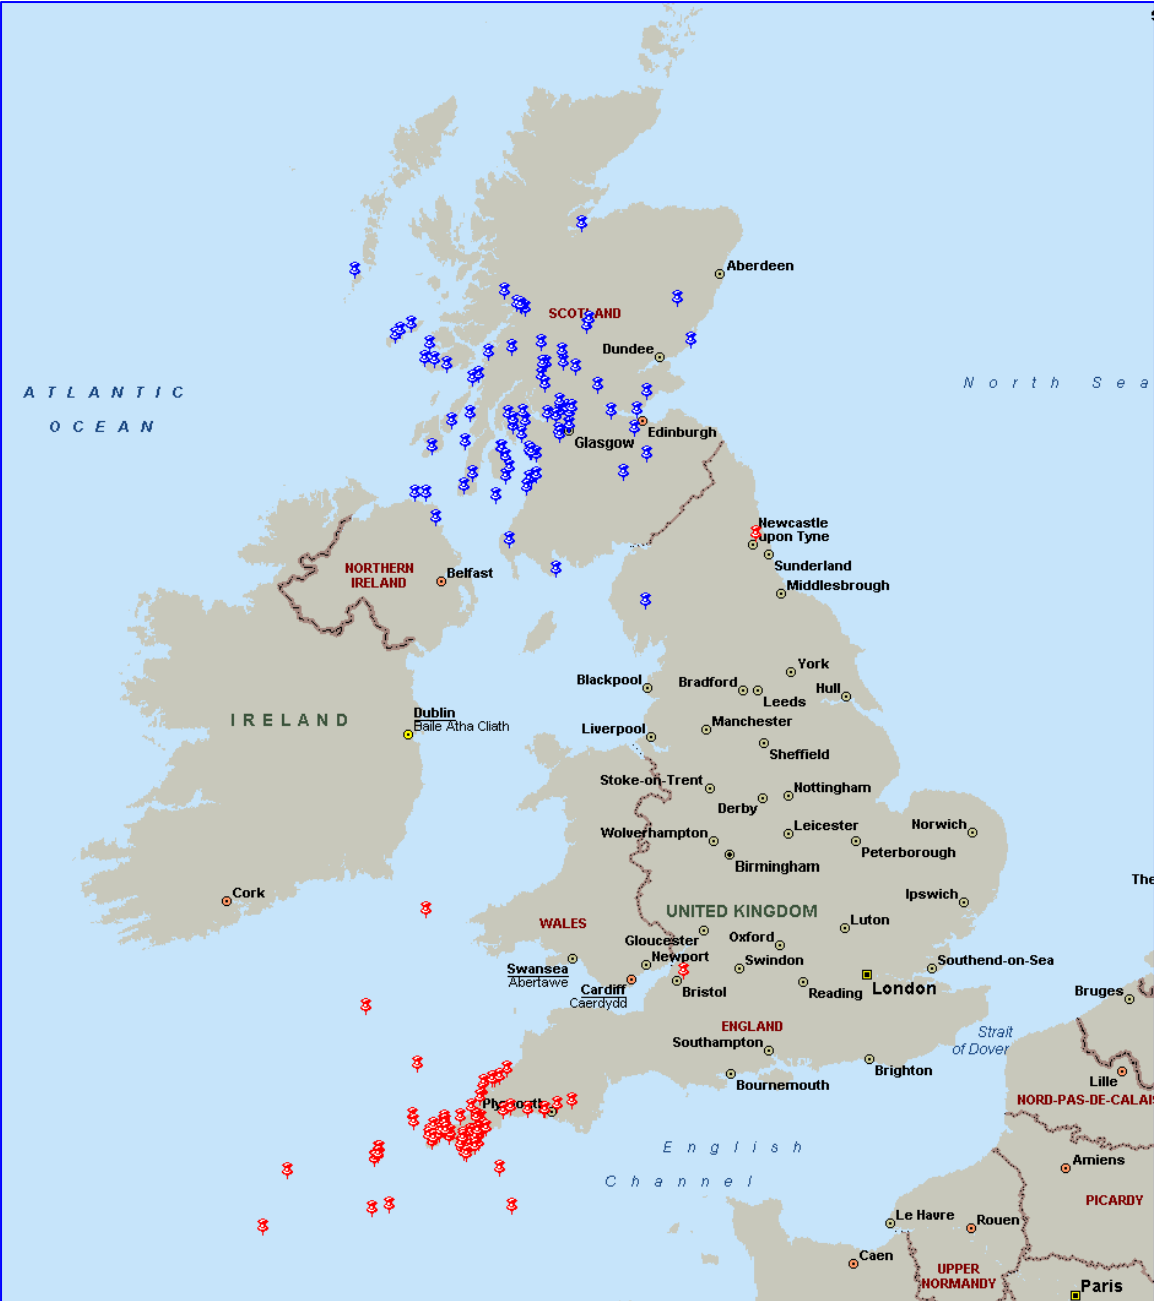 Aberdeen
SCOTLAND
Dundee
ATLANTIC
OCEAN
North Sea
Edinburgh
Glasgow
Newcastle
upon Tyne
Sunderland
NORTHERN
IRELAND
Belfast
Middlesbrough
York
Blackpool
Bradford
Leeds
Hull
IRELAND
Dublin
Baile Atha Cliath
Manchester
Liverpool
Sheffield
Stoke-on-Trent
Nottingham
Derby
Wolverhampton
Leicester
Norwich
Peterborough
Birmingham
The
Cork
Ipswich
WALES
UNITED KINGDOM
Luton
Gloucester
Oxford
Newport
Swansea
Abertawe
Swindon
Southend-on-Sea
Cardiff
Caerdydd
Bristol
Reading
London
Bruges
ENGLAND
Strait
of Dover
Southampton
Brighton
Bournemouth
Lille
NORD-PAS-DE-CALAIS
Plymouth
English
Channel
Amiens
PICARDY
Le Havre
Rouen
Caen
UPPER
NORMANDY
Paris